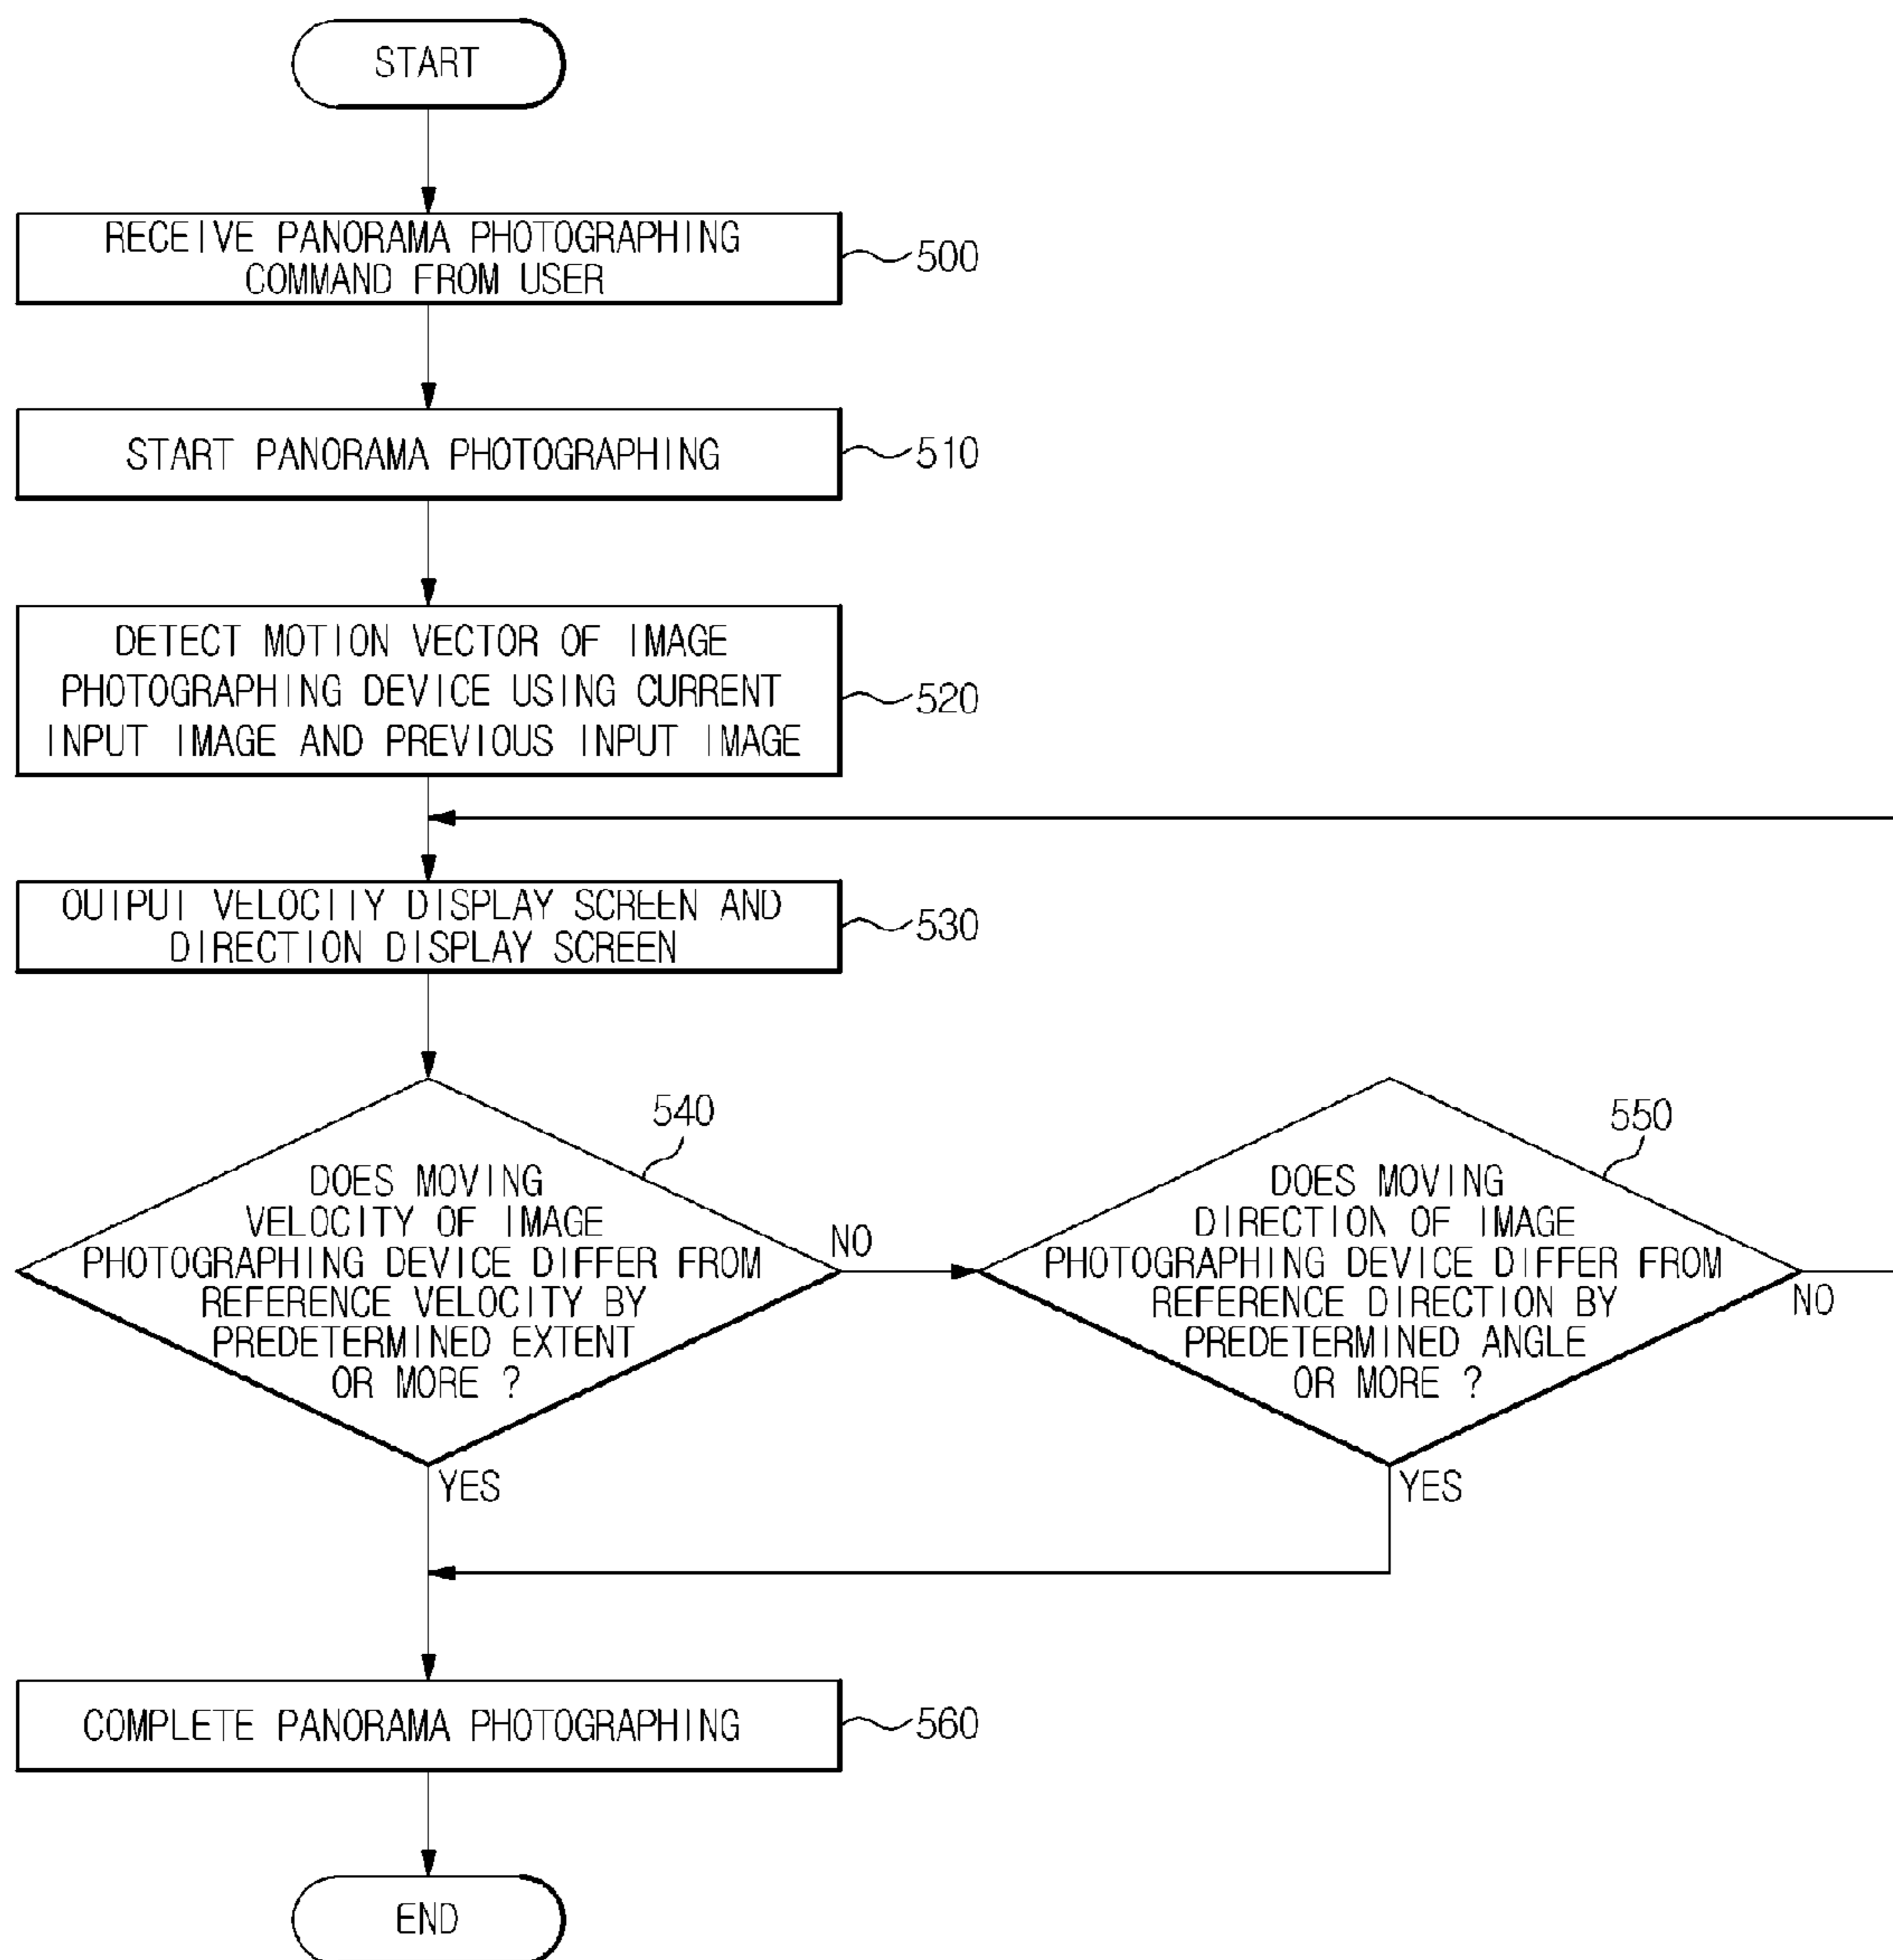 START
RECEIVE PANORAMA PHOTOGRAPHING
COMMAND FROM USER
500
START PANORAMA PHOTOGRAPHING
510
DETECT MOTION VECTOR OF IMAGE
PHOTOGRAPHING DEVICE USING CURRENT
INPUT IMAGE AND PREVIOUS INPUT IMAGE
520
OUTPUT VELOCITY DISPLAY SCREEN AND
DIRECTION DISPLAY SCREEN
530
540
DOES MOVING
VELOCITY OF IMAGE
PHOTOGRAPHING DEVICE DIFFER FROM
REFERENCE VELOCITY BY
PREDETERMINED EXTENT
OR MORE ?
NO
YES
550
DOES MOVING
DIRECTION OF IMAGE
PHOTOGRAPHING DEVICE DIFFER FROM
REFERENCE DIRECTION BY
PREDETERMINED ANGLE
OR MORE ?
NO
YES
COMPLETE PANORAMA PHOTOGRAPHING
560
END